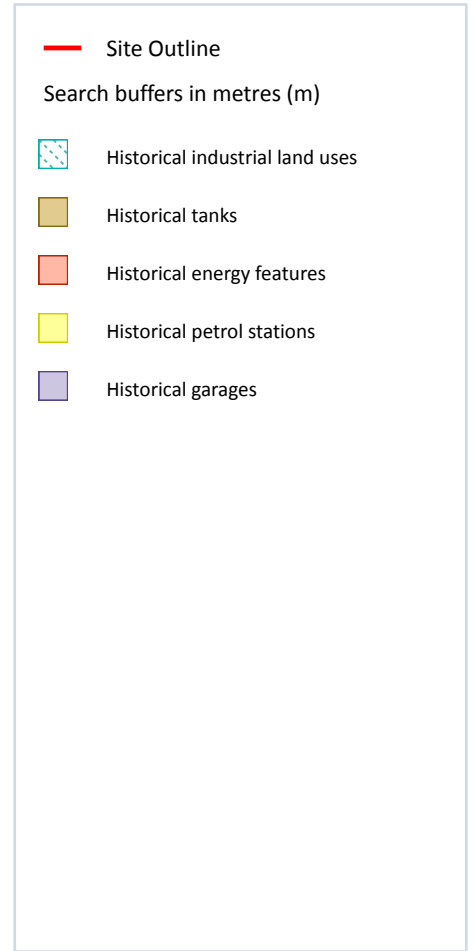 Site Outline
Search buffers in metres (m)
Historical industrial land uses
Historical tanks
Historical energy features
Historical petrol stations
Historical garages